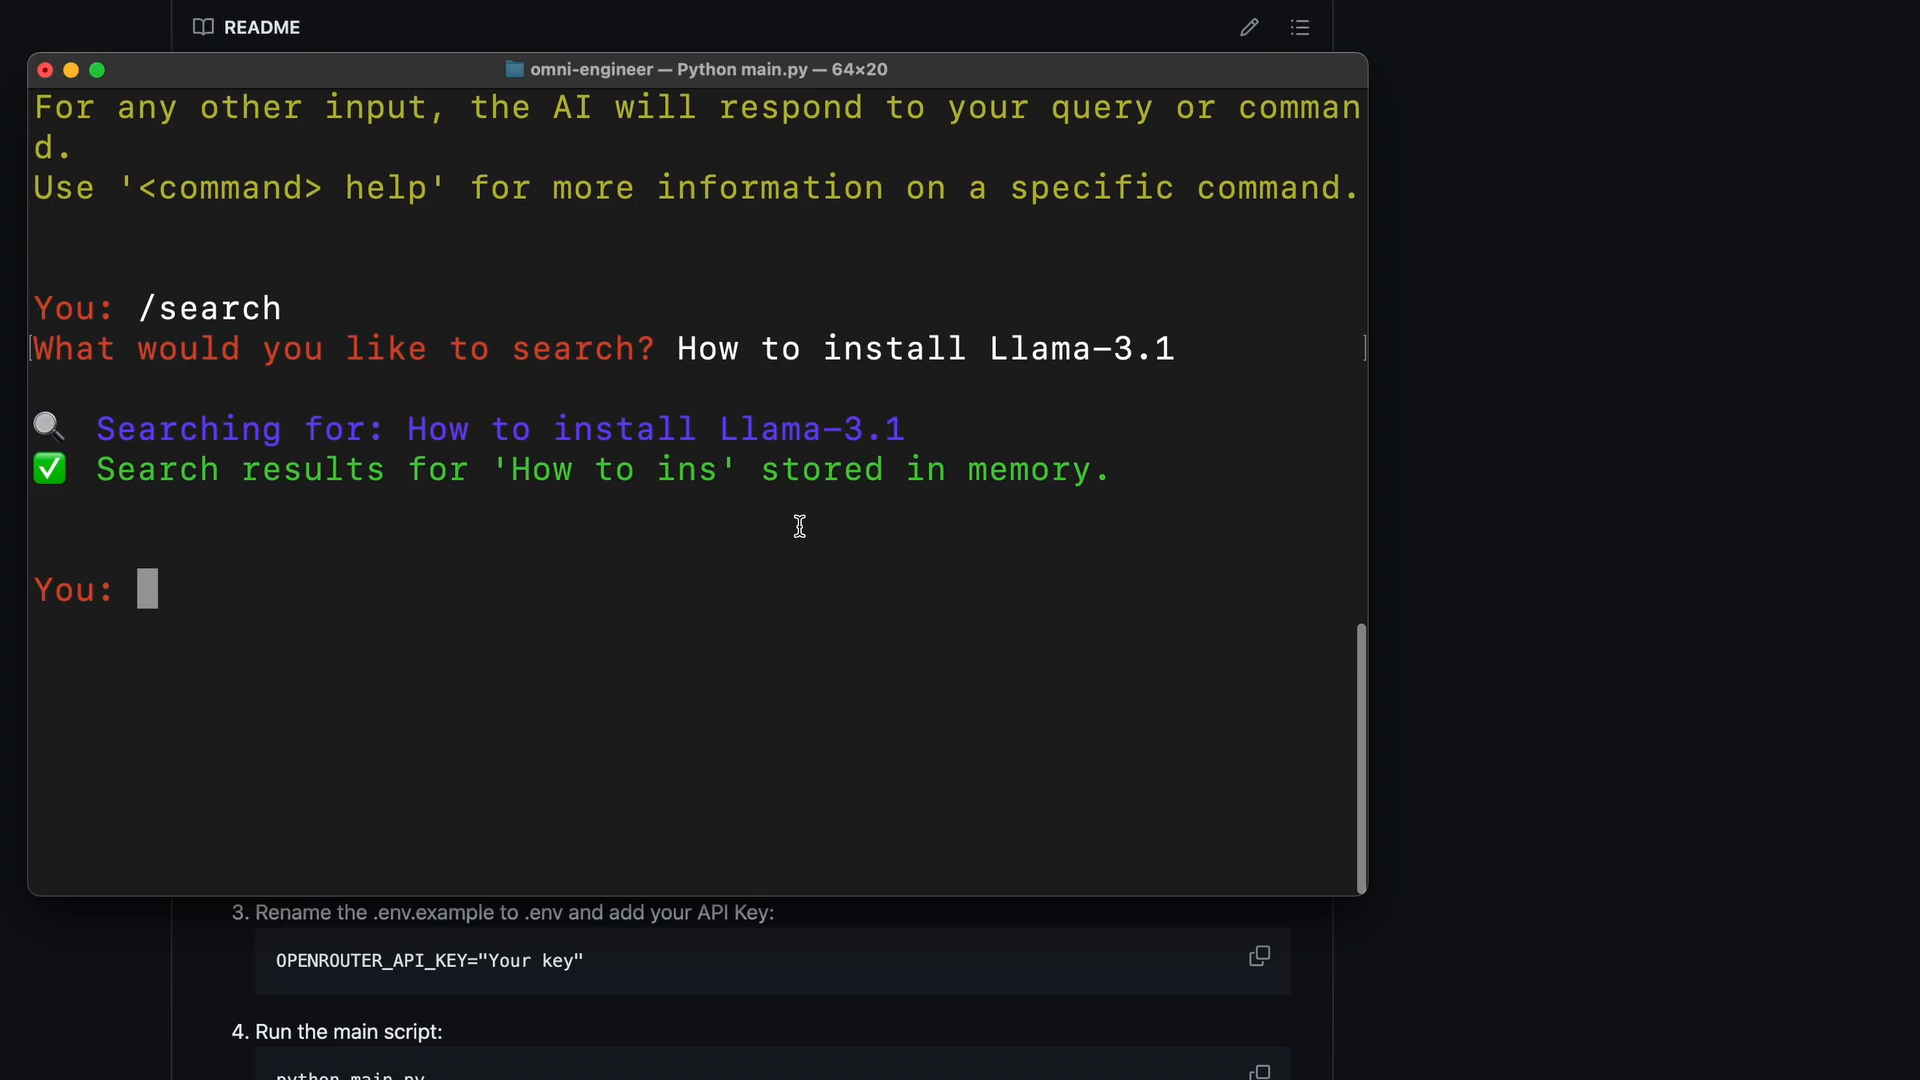 README
omni-engineer — Python main.py — 64×20
For any other input, the AI will respond to your query or comman
d.
Use '<command> help' for more information on a specific command.
You: /search
[What would you like to search? How to install Llama-3.1 ]
🔍 Searching for: How to install Llama-3.1
✅ Search results for 'How to ins' stored in memory.
You:
3. Rename the .env.example to .env and add your API Key:
OPENROUTER_API_KEY="Your key"
4. Run the main script:
python main.py